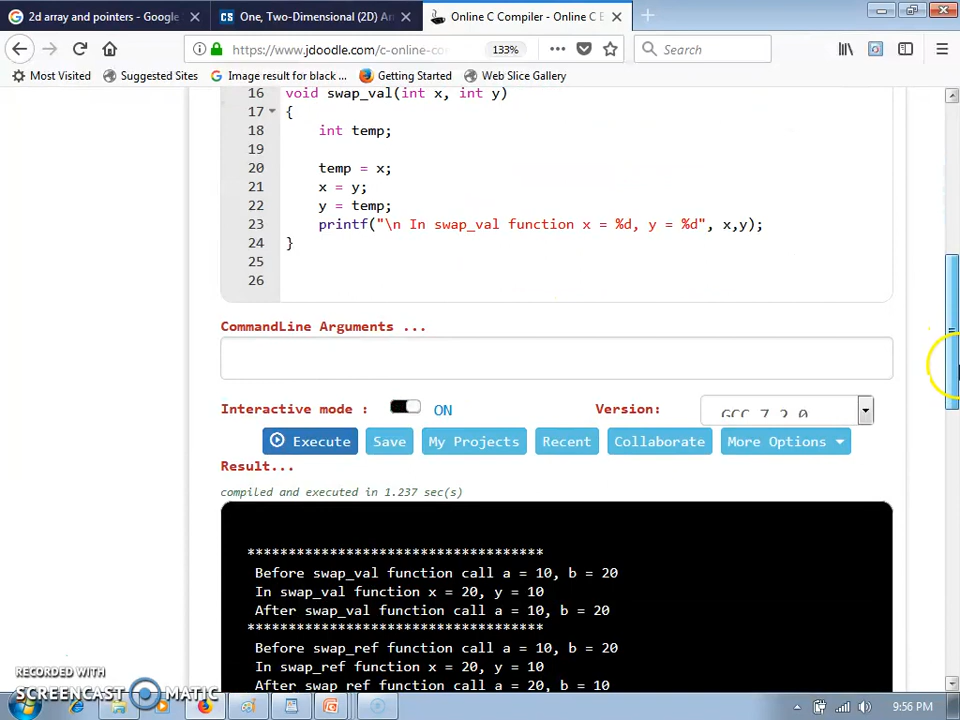 2d array and pointers - Google
One, Two-Dimensional (2D) Ar
Online C Compiler - Online C E
https://www.jdoodle.com/c-online-co
133%
Search
Most Visited
Suggested Sites
Image result for black ...
Getting Started
Web Slice Gallery
16 void swap_val(int x, int y)
17 {
18 int temp;
19
20 temp = x;
21 x = y;
22 y = temp;
23 printf("\n In swap_val function x = %d, y = %d", x,y);
24 }
25
26
CommandLine Arguments ...
Interactive mode : ON
Version: GCC 7.2.0
Execute
Save
My Projects
Recent
Collaborate
More Options
Result...
compiled and executed in 1.237 sec(s)
************************************
Before swap_val function call a = 10, b = 20
In swap_val function x = 20, y = 10
After swap_val function call a = 10, b = 20
************************************
Before swap_ref function call a = 10, b = 20
In swap_ref function x = 20, y = 10
After swap_ref function call a = 20, b = 10
RECORDED WITH
SCREENCAST MATIC
9:56 PM